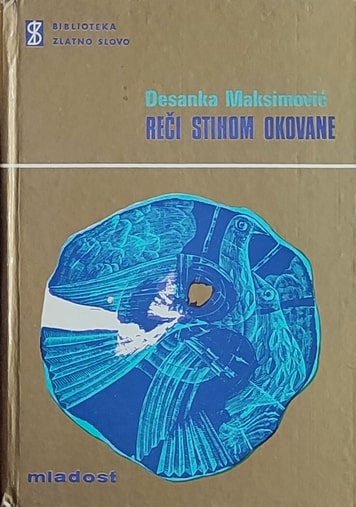 BIBLIOTEKA
ZLATNO SLOVO
Desanka Maksimović
REČI STIHOM OKOVANE
mladost